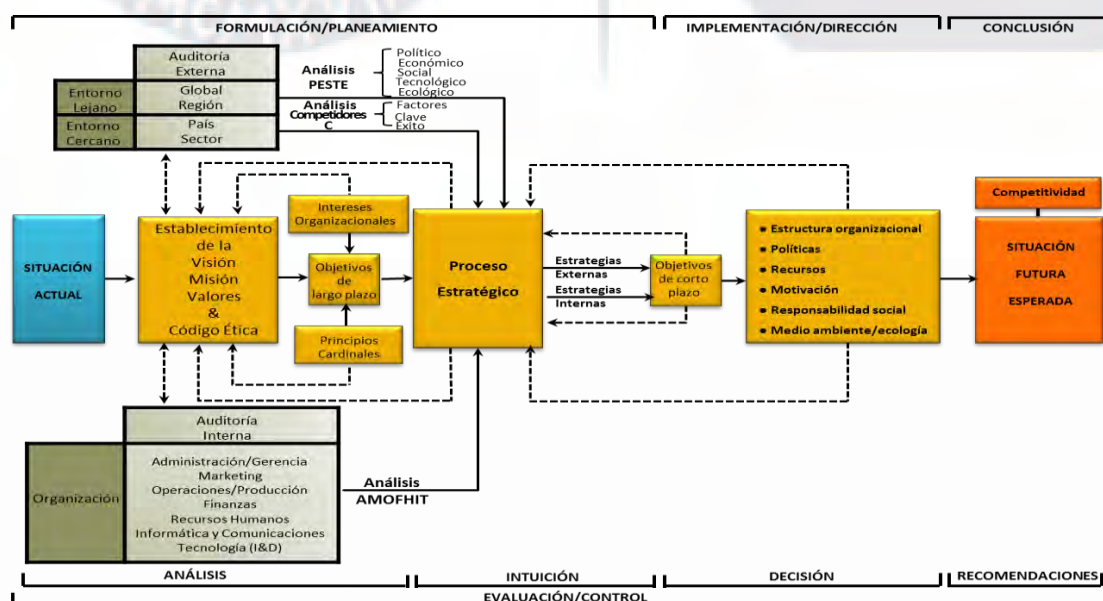 FORMULACIÓN/PLANEAMIENTO
IMPLEMENTACIÓN/DIRECCIÓN
CONCLUSIÓN
Auditoría
Externa
Entorno
Lejano
Global
Región
Entorno
Cercano
País
Sector
Análisis
PESTE
Político
Económico
Social
Tecnológico
Ecológico
Análisis
Competidores
C
Factores
Clave
Éxito
SITUACIÓN
ACTUAL
Establecimiento
de la
Visión
Misión
Valores
&
Código Ética
Intereses
Organizacionales
Objetivos
de
largo plazo
Principios
Cardinales
Proceso
Estratégico
Estrategias
Externas
Estrategias
Internas
Objetivos
de corto
plazo
• Estructura organizacional
• Políticas
• Recursos
• Motivación
• Responsabilidad social
• Medio ambiente/ecología
Competitividad
SITUACIÓN
FUTURA
ESPERADA
Auditoría
Interna
Organización
Administración/Gerencia
Marketing
Operaciones/Producción
Finanzas
Recursos Humanos
Informática y Comunicaciones
Tecnología (I&D)
Análisis
AMOFHIT
ANÁLISIS
INTUICIÓN
DECISIÓN
RECOMENDACIONES
EVALUACIÓN/CONTROL